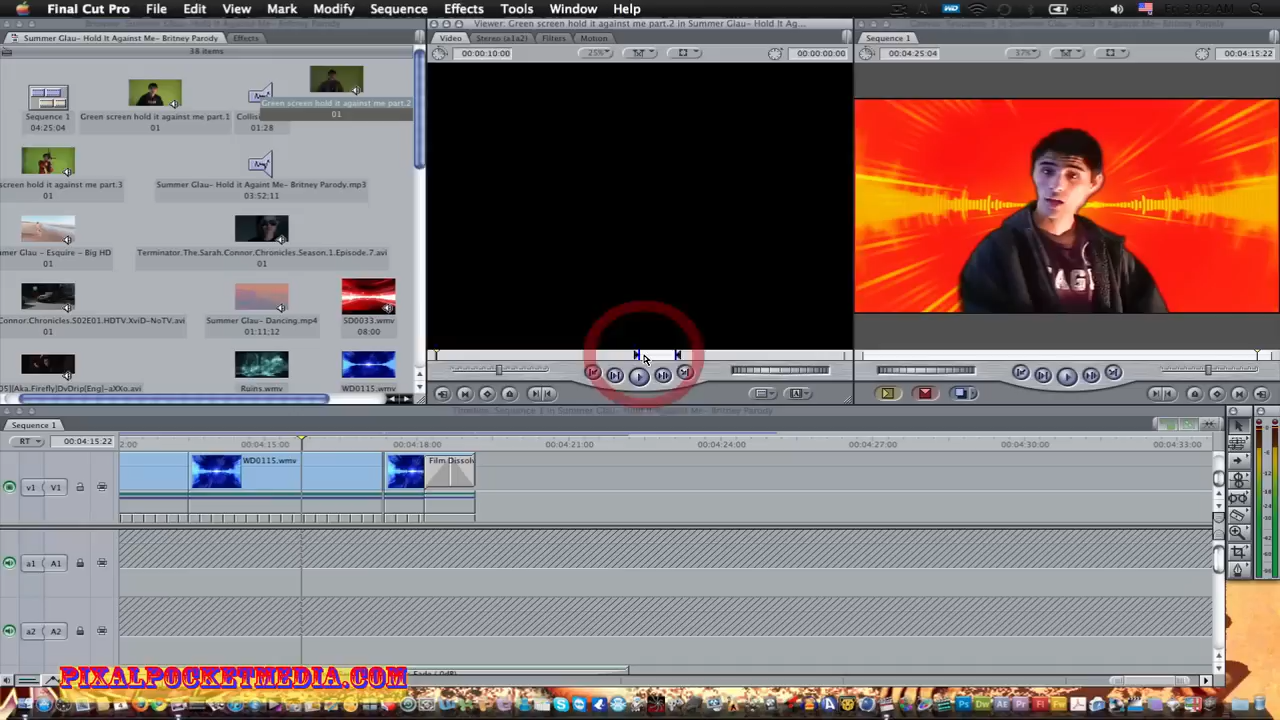 Final Cut Pro File Edit View Mark Modify Sequence Effects Tools Window Help
Viewer: Green screen hold it against me part.2 in Summer Glau- Hold It Ag...
Summer Glau- Hold It Against Me- Britney Parody Effects
Video Stereo (a1a2) Filters Motion
Sequence 1
38 items
00:00:10:00 25% 00:00:00:00
00:04:25:04 37% 00:04:15:22
Green screen hold it against me part.2
01
Sequence 1
04:25:04
Green screen hold it against me part.1
01
01:28
screen hold it against me part.3
01
Summer Glau- Hold it Againt Me- Britney Parody.mp3
03:52;11
mmer Glau - Esquire - Big HD
01
Terminator.The.Sarah.Connor.Chronicles.Season.1.Episode.7.avi
01
Connor.Chronicles.S02E01.HDTV.XviD-NoTV.avi
01
Summer Glau- Dancing.mp4
01:11;12
SD0033.wmv
08:00
05][Aka.Firefly]DvDrip[Eng]-aXXo.avi
Ruins.wmv
WD0115.wmv
Timeline: Sequence 1 in Summer Glau- Hold It Against Me- Britney Parody
Sequence 1
RT 00:04:15:22
2:00 00:04:15:00 00:04:18:00 00:04:21:00 00:04:24:00 00:04:27:00 00:04:30:00 00:04:33:00
WD0115.wmv
Film Dissolv
v1 V1
a1 A1
a2 A2
PIXALPOCKETMEDIA.COM